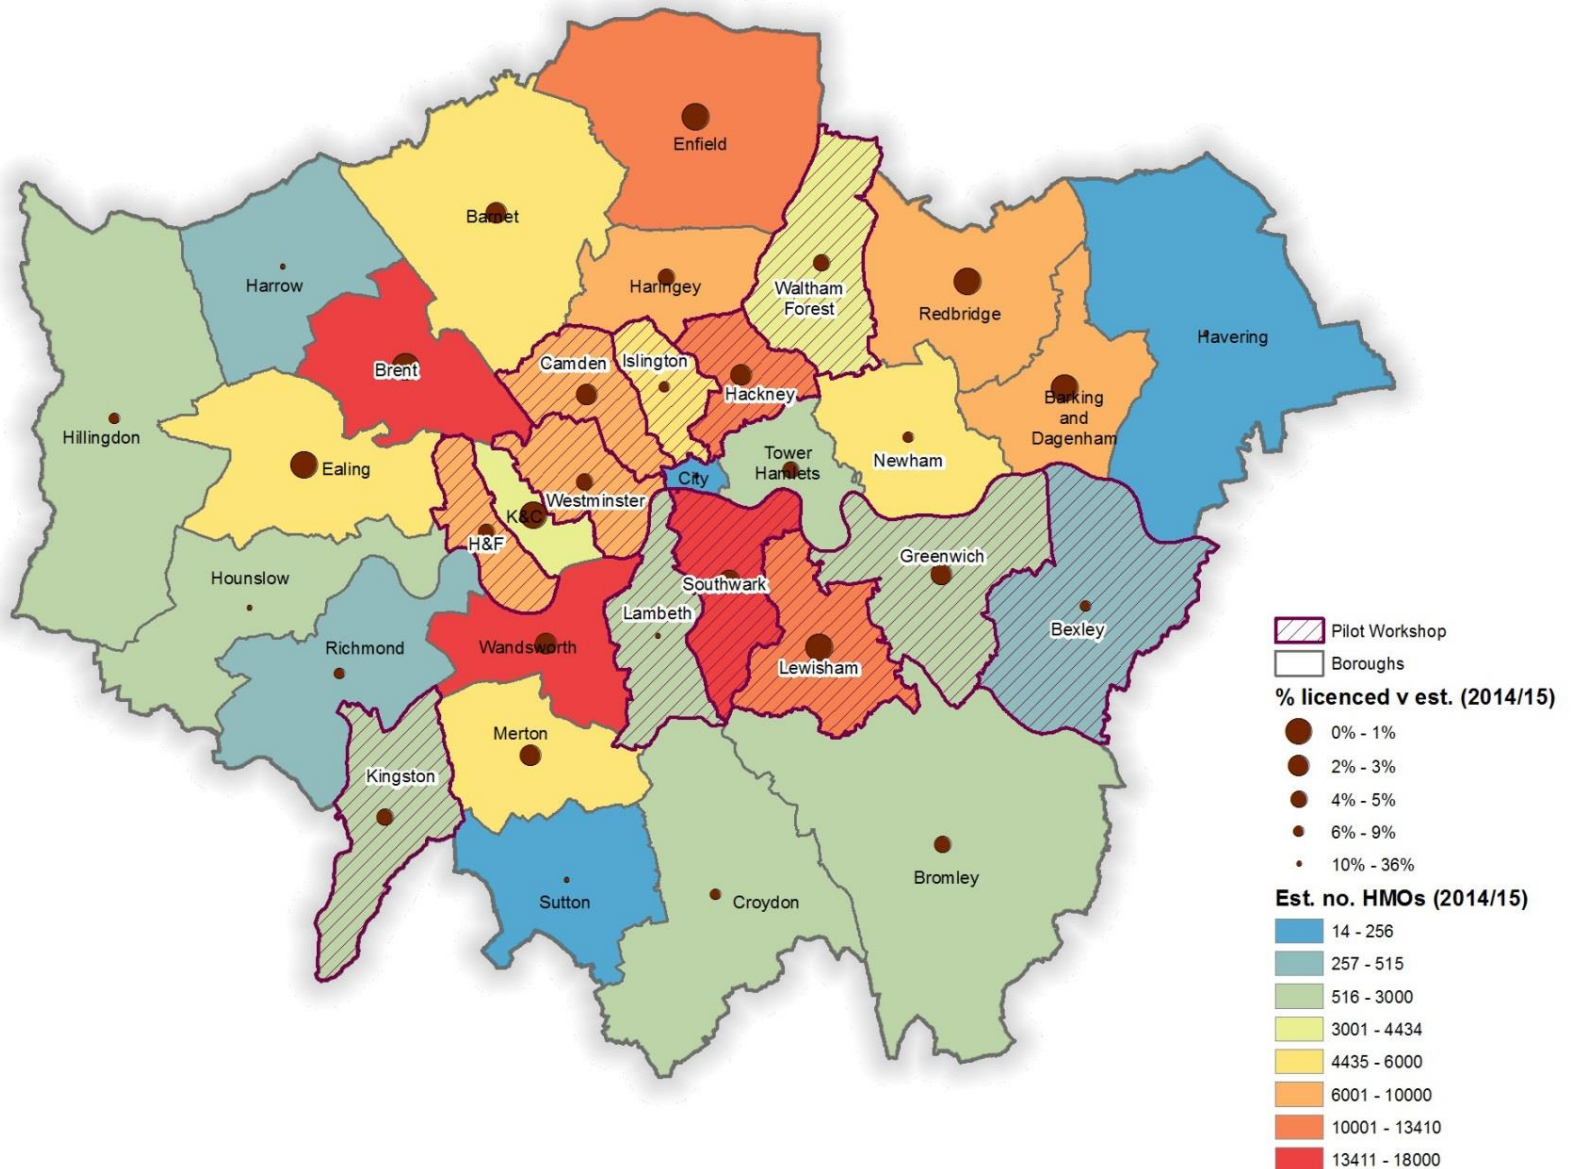 Enfield
Barnet
Harrow
Haringey
Waltham
Forest
Redbridge
Havering
Brent
Camden
Islington
Hackney
Barking
and
Dagenham
Hillingdon
Ealing
Tower
Hamlets
Newham
City
Westminster
K&C
H&F
Greenwich
Hounslow
Southwark
Lambeth
Bexley
Richmond
Wandsworth
Lewisham
Merton
Kingston
Bromley
Sutton
Croydon
Pilot Workshop
Boroughs
% licenced v est. (2014/15)
0% - 1%
2% - 3%
4% - 5%
6% - 9%
10% - 36%
Est. no. HMOs (2014/15)
14 - 256
257 - 515
516 - 3000
3001 - 4434
4435 - 6000
6001 - 10000
10001 - 13410
13411 - 18000